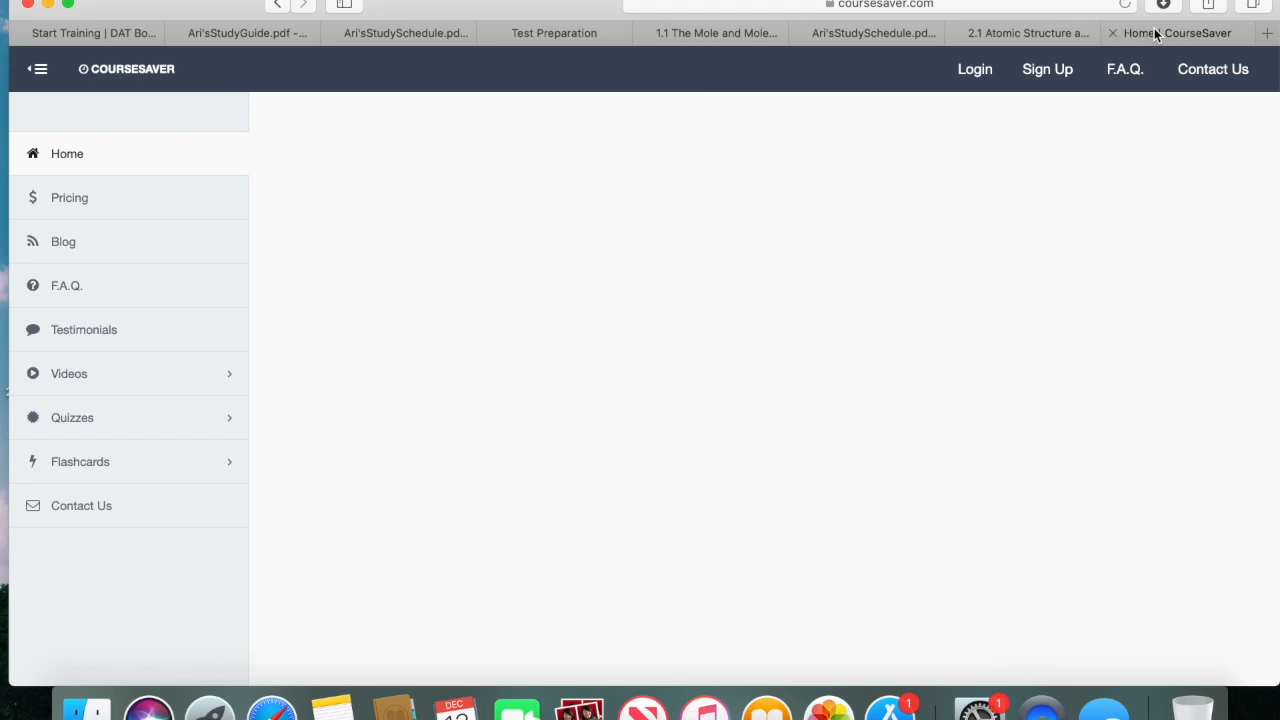 coursesaver.com
Start Training | DAT Bo...
Ari'sStudyGuide.pdf -...
Ari'sStudySchedule.pd...
Test Preparation
1.1 The Mole and Mole...
Ari'sStudySchedule.pd...
2.1 Atomic Structure a...
Home CourseSaver
COURSESAVER
Login
Sign Up
F.A.Q.
Contact Us
Home
Pricing
Blog
F.A.Q.
Testimonials
Videos
Quizzes
Flashcards
Contact Us
DEC
1
1